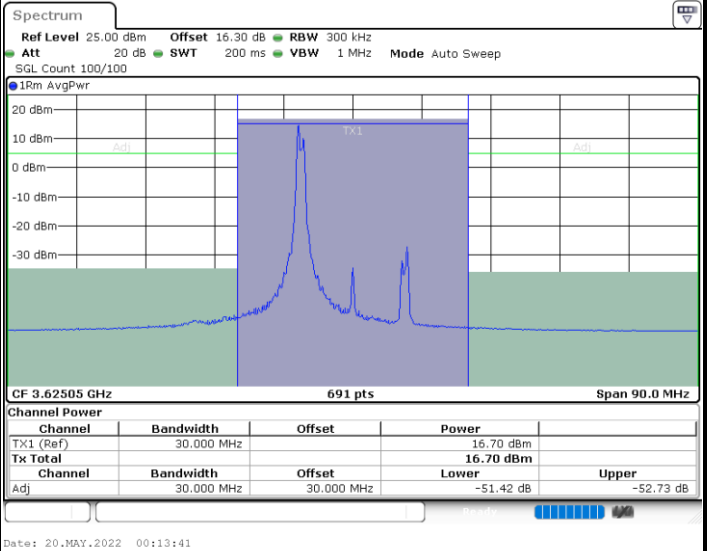 Spectrum
Ref Level 25.00 dBm Offset 16.30 dB RBW 300 kHz
Att 20 dB SWT 200 ms VBW 1 MHz Mode Auto Sweep
SGL Count 100/100
1Rm AvgPwr
20 dBm
TX1
10 dBm
Adj Adj
0 dBm
-10 dBm
-20 dBm
-30 dBm
CF 3.62505 GHz 691 pts Span 90.0 MHz
Channel Power
Channel Bandwidth Offset Power
TX1 (Ref) 30.000 MHz 16.70 dBm
Tx Total 16.70 dBm
Channel Bandwidth Offset Lower Upper
Adj 30.000 MHz 30.000 MHz -51.42 dB -52.73 dB
Ready
Date: 20.MAY.2022 00:13:41